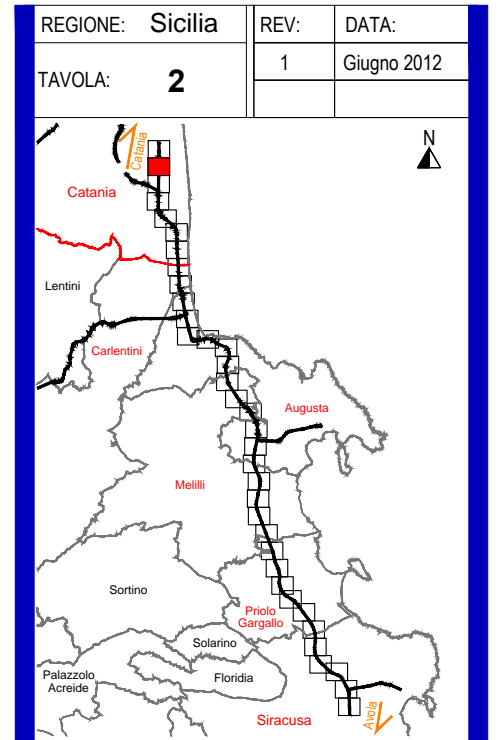 REGIONE: Sicilia
REV: DATA:
TAVOLA: 2
1 Giugno 2012
N
Catania
Catania
Lentini
Carlentini
Augusta
Melilli
Sortino
Priolo
Gargallo
Solarino
Palazzolo
Acreide
Floridia
Siracusa
Avola